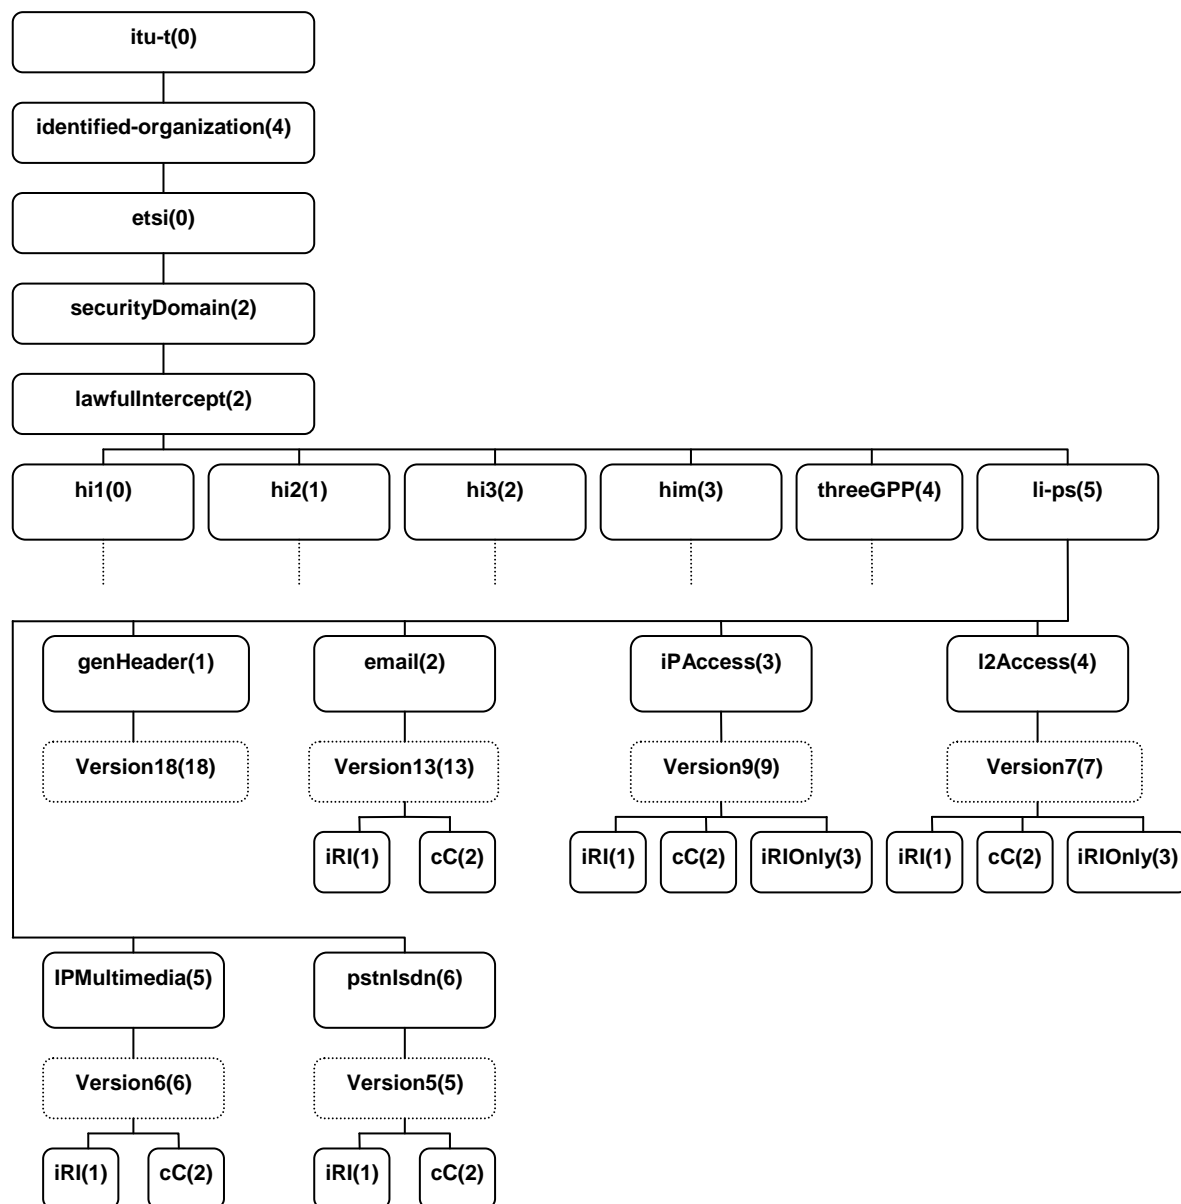 itu-t(0)
identified-organization(4)
etsi(0)
securityDomain(2)
lawfulIntercept(2)
hi1(0)
hi2(1)
hi3(2)
him(3)
threeGPP(4)
li-ps(5)
genHeader(1)
email(2)
iPAccess(3)
l2Access(4)
Version18(18)
Version13(13)
Version9(9)
Version7(7)
iRI(1)
cC(2)
iRI(1)
cC(2)
iRIOnly(3)
iRI(1)
cC(2)
iRIOnly(3)
IPMultimedia(5)
pstnIsdn(6)
Version6(6)
Version5(5)
iRI(1)
cC(2)
iRI(1)
cC(2)